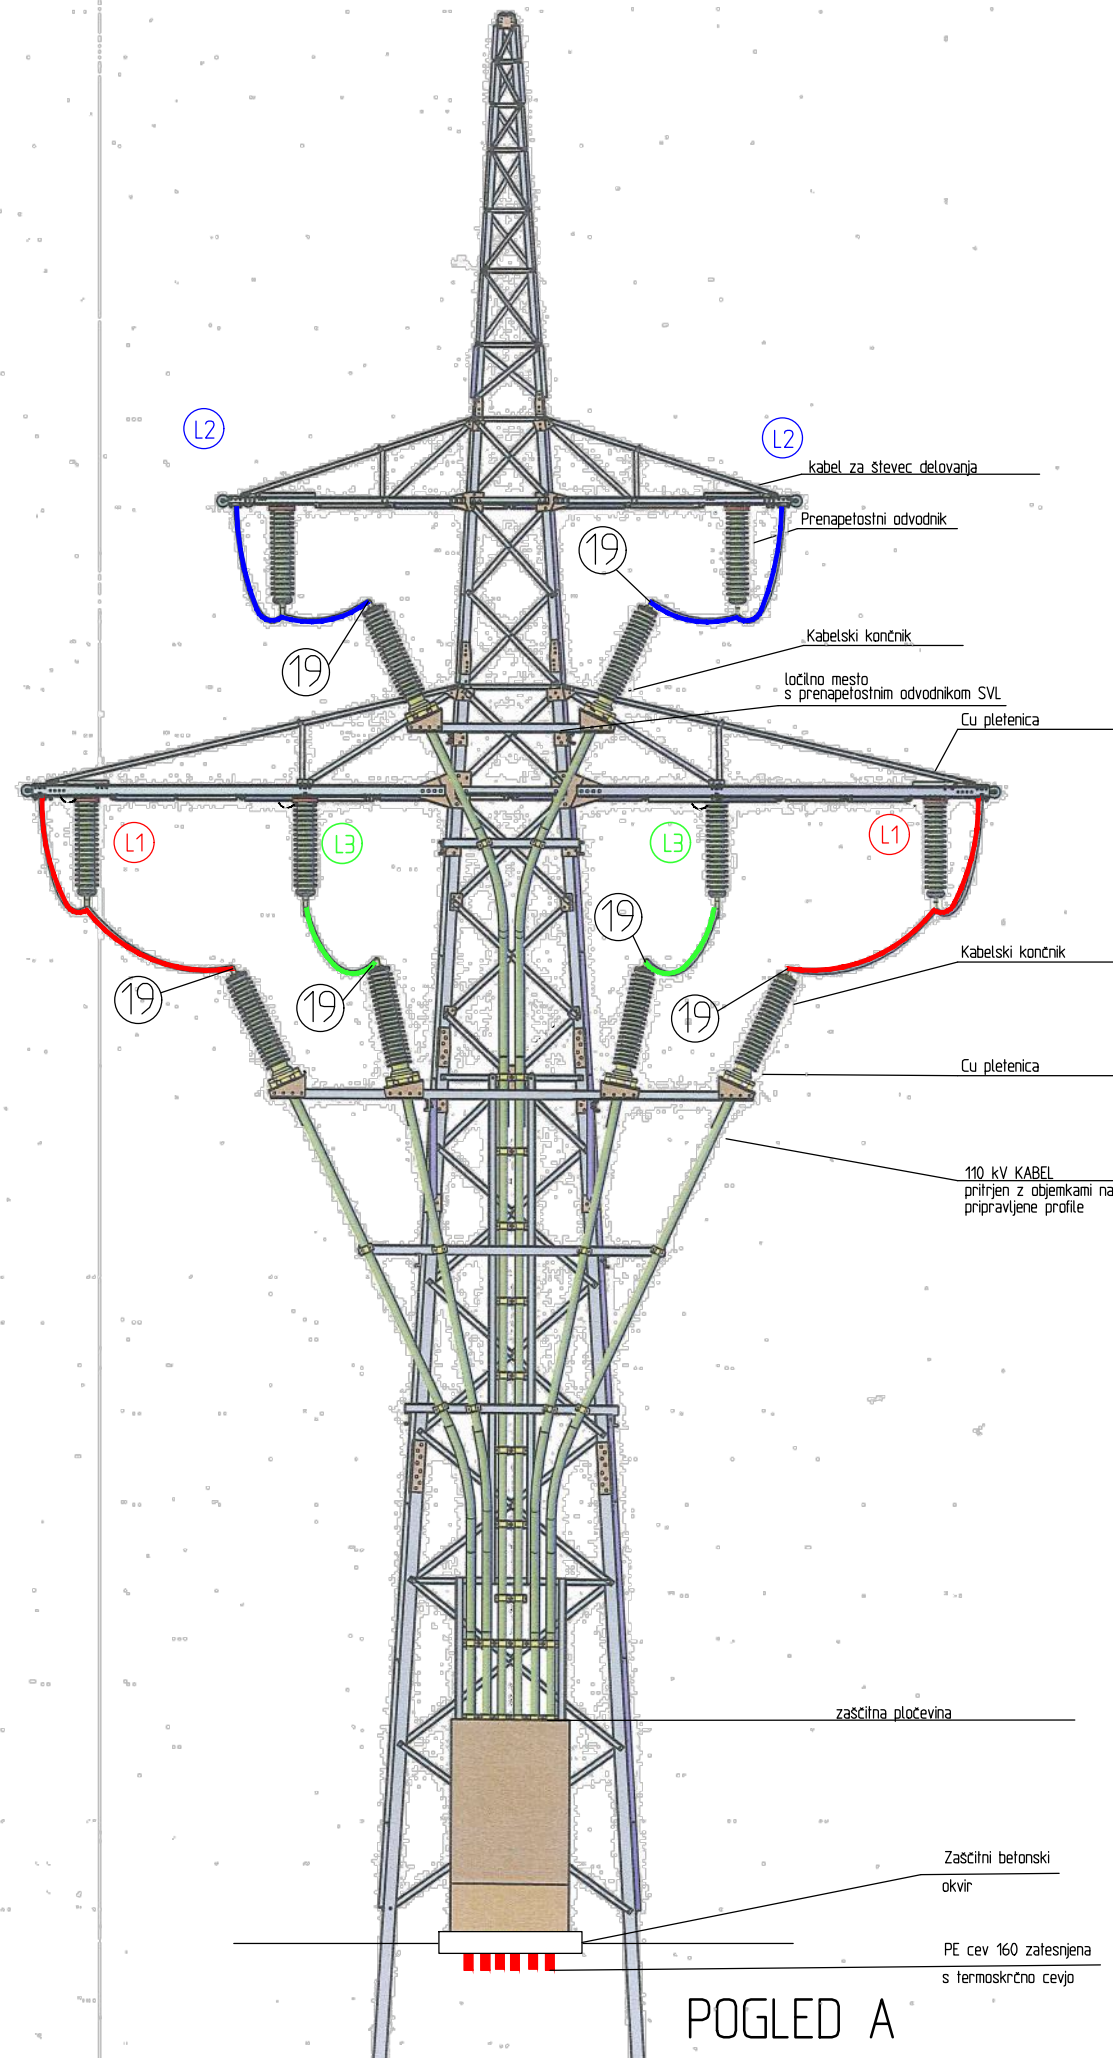 L2
L2
kabel za števec delovanja
Prenapetostni odvodnik
19
Kabelski končnik
19
ločilno mesto
s prenapetostnim odvodnikom SVL
Cu pletenica
L1
L3
L3
L1
19
Kabelski končnik
19
19
19
Cu pletenica
110 kV KABEL
pritrjen z objemkami na
pripravljene profile
zaščitna pločevina
Zaščitni betonski
okvir
PE cev 160 zatesnjena
s termoskrčno cevjo
POGLED A